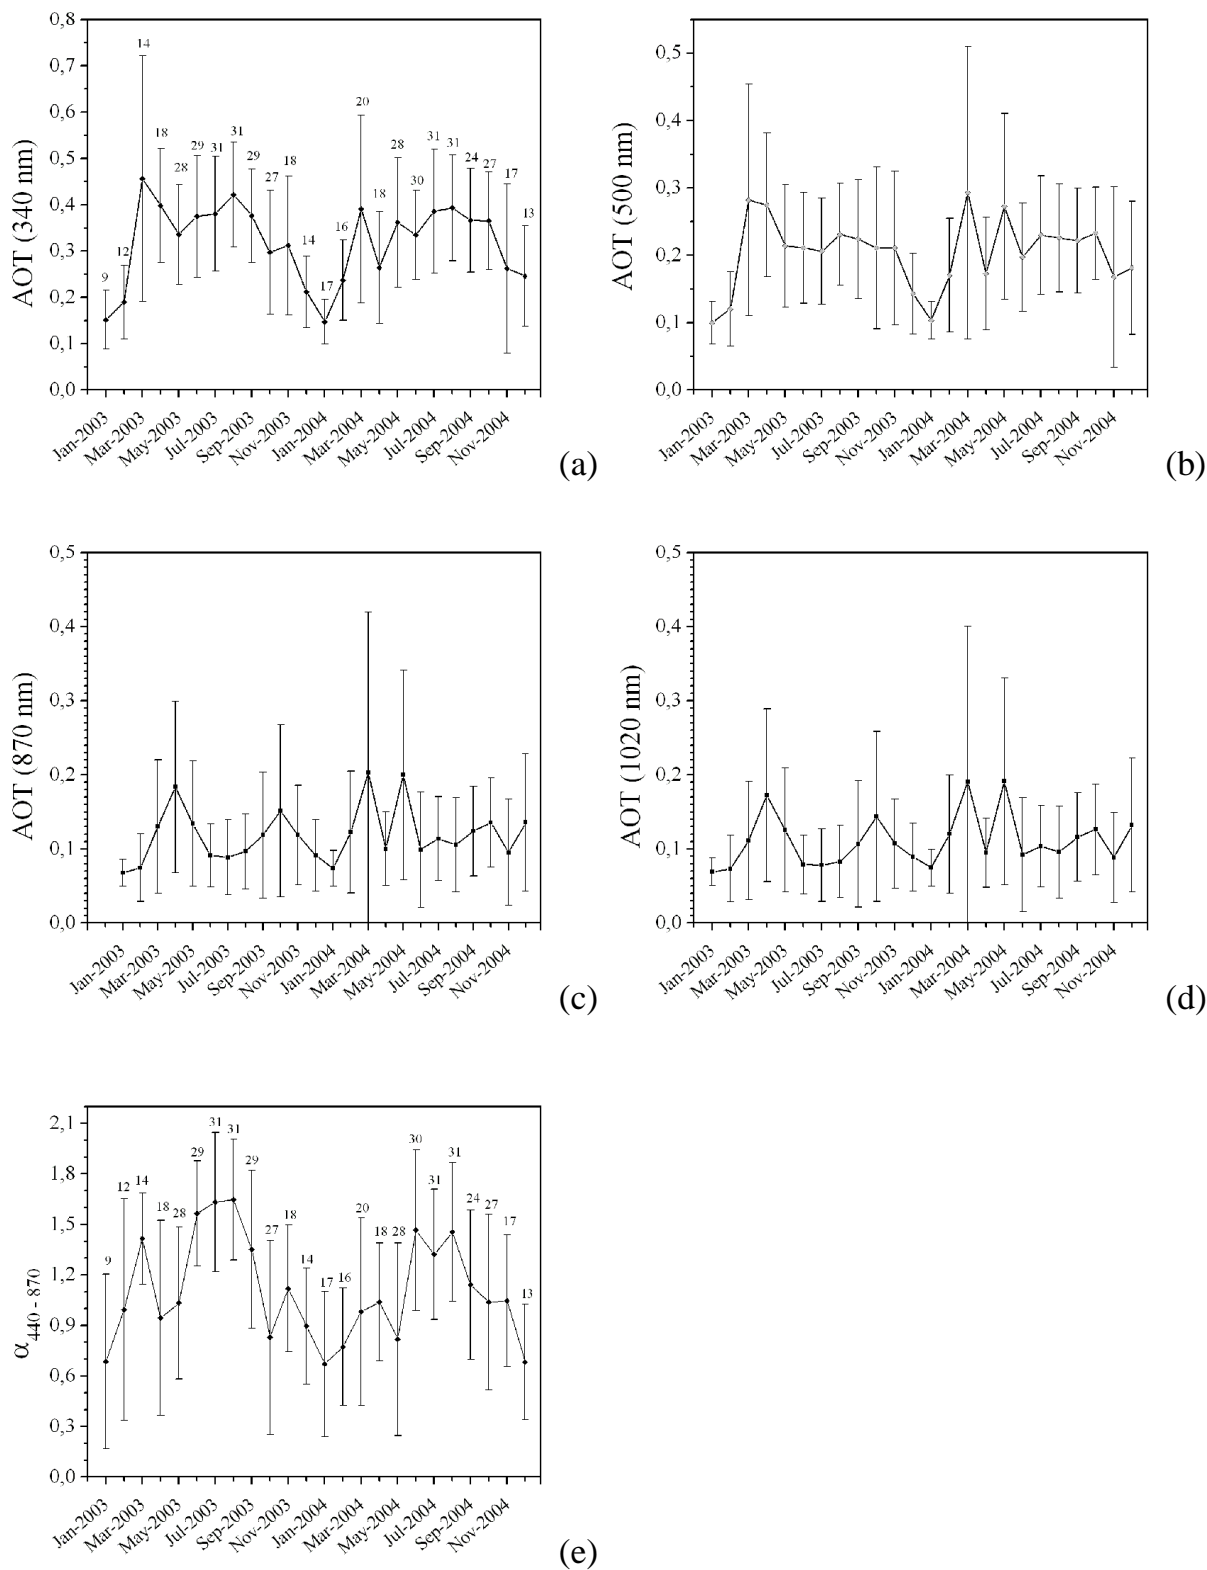 AOT (340 nm)
0,8
0,7
0,6
0,5
0,4
0,3
0,2
0,1
0,0
9
12
14
18
28
29
31
31
29
27
18
14
17
16
20
18
28
30
31
31
24
27
17
13
Jan-2003
Mar-2003
May-2003
Jul-2003
Sep-2003
Nov-2003
Jan-2004
Mar-2004
May-2004
Jul-2004
Sep-2004
Nov-2004
(a)
AOT (500 nm)
0,5
0,4
0,3
0,2
0,1
0,0
Jan-2003
Mar-2003
May-2003
Jul-2003
Sep-2003
Nov-2003
Jan-2004
Mar-2004
May-2004
Jul-2004
Sep-2004
Nov-2004
(b)
AOT (870 nm)
0,5
0,4
0,3
0,2
0,1
0,0
Jan-2003
Mar-2003
May-2003
Jul-2003
Sep-2003
Nov-2003
Jan-2004
Mar-2004
May-2004
Jul-2004
Sep-2004
Nov-2004
(c)
AOT (1020 nm)
0,5
0,4
0,3
0,2
0,1
0,0
Jan-2003
Mar-2003
May-2003
Jul-2003
Sep-2003
Nov-2003
Jan-2004
Mar-2004
May-2004
Jul-2004
Sep-2004
Nov-2004
(d)
α440 - 870
2,1
1,8
1,5
1,2
0,9
0,6
0,3
0,0
9
12
14
18
28
29
31
31
29
27
18
14
17
16
20
18
28
30
31
31
24
27
17
13
Jan-2003
Mar-2003
May-2003
Jul-2003
Sep-2003
Nov-2003
Jan-2004
Mar-2004
May-2004
Jul-2004
Sep-2004
Nov-2004
(e)